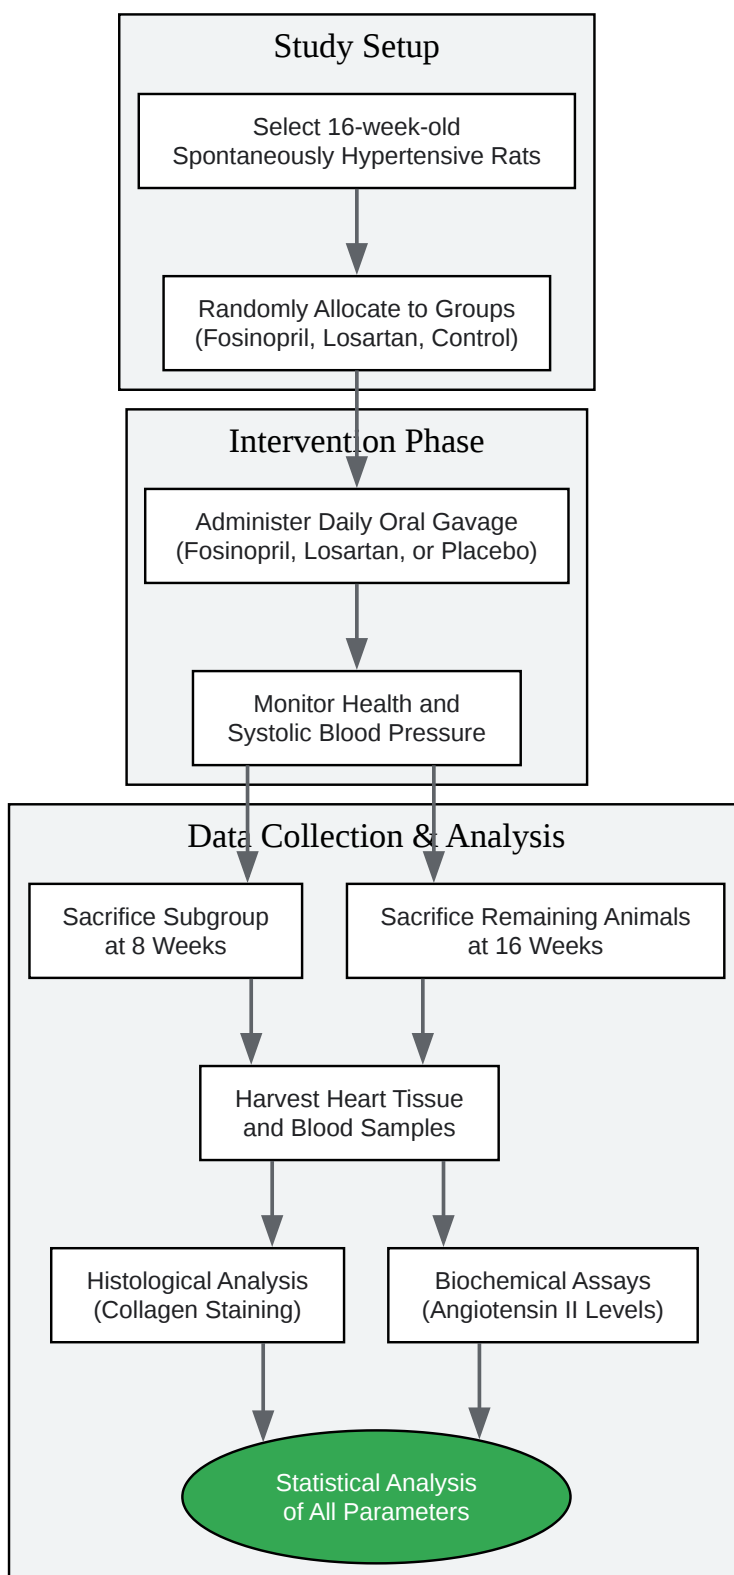 Study Setup
Select 16-week-old
Spontaneously Hypertensive Rats
Randomly Allocate to Groups
(Fosinopril, Losartan, Control)
Intervention Phase
Administer Daily Oral Gavage
(Fosinopril, Losartan, or Placebo)
Monitor Health and
Systolic Blood Pressure
Data Collection & Analysis
Sacrifice Subgroup
at 8 Weeks
Sacrifice Remaining Animals
at 16 Weeks
Harvest Heart Tissue
and Blood Samples
Histological Analysis
(Collagen Staining)
Biochemical Assays
(Angiotensin II Levels)
Statistical Analysis
of All Parameters